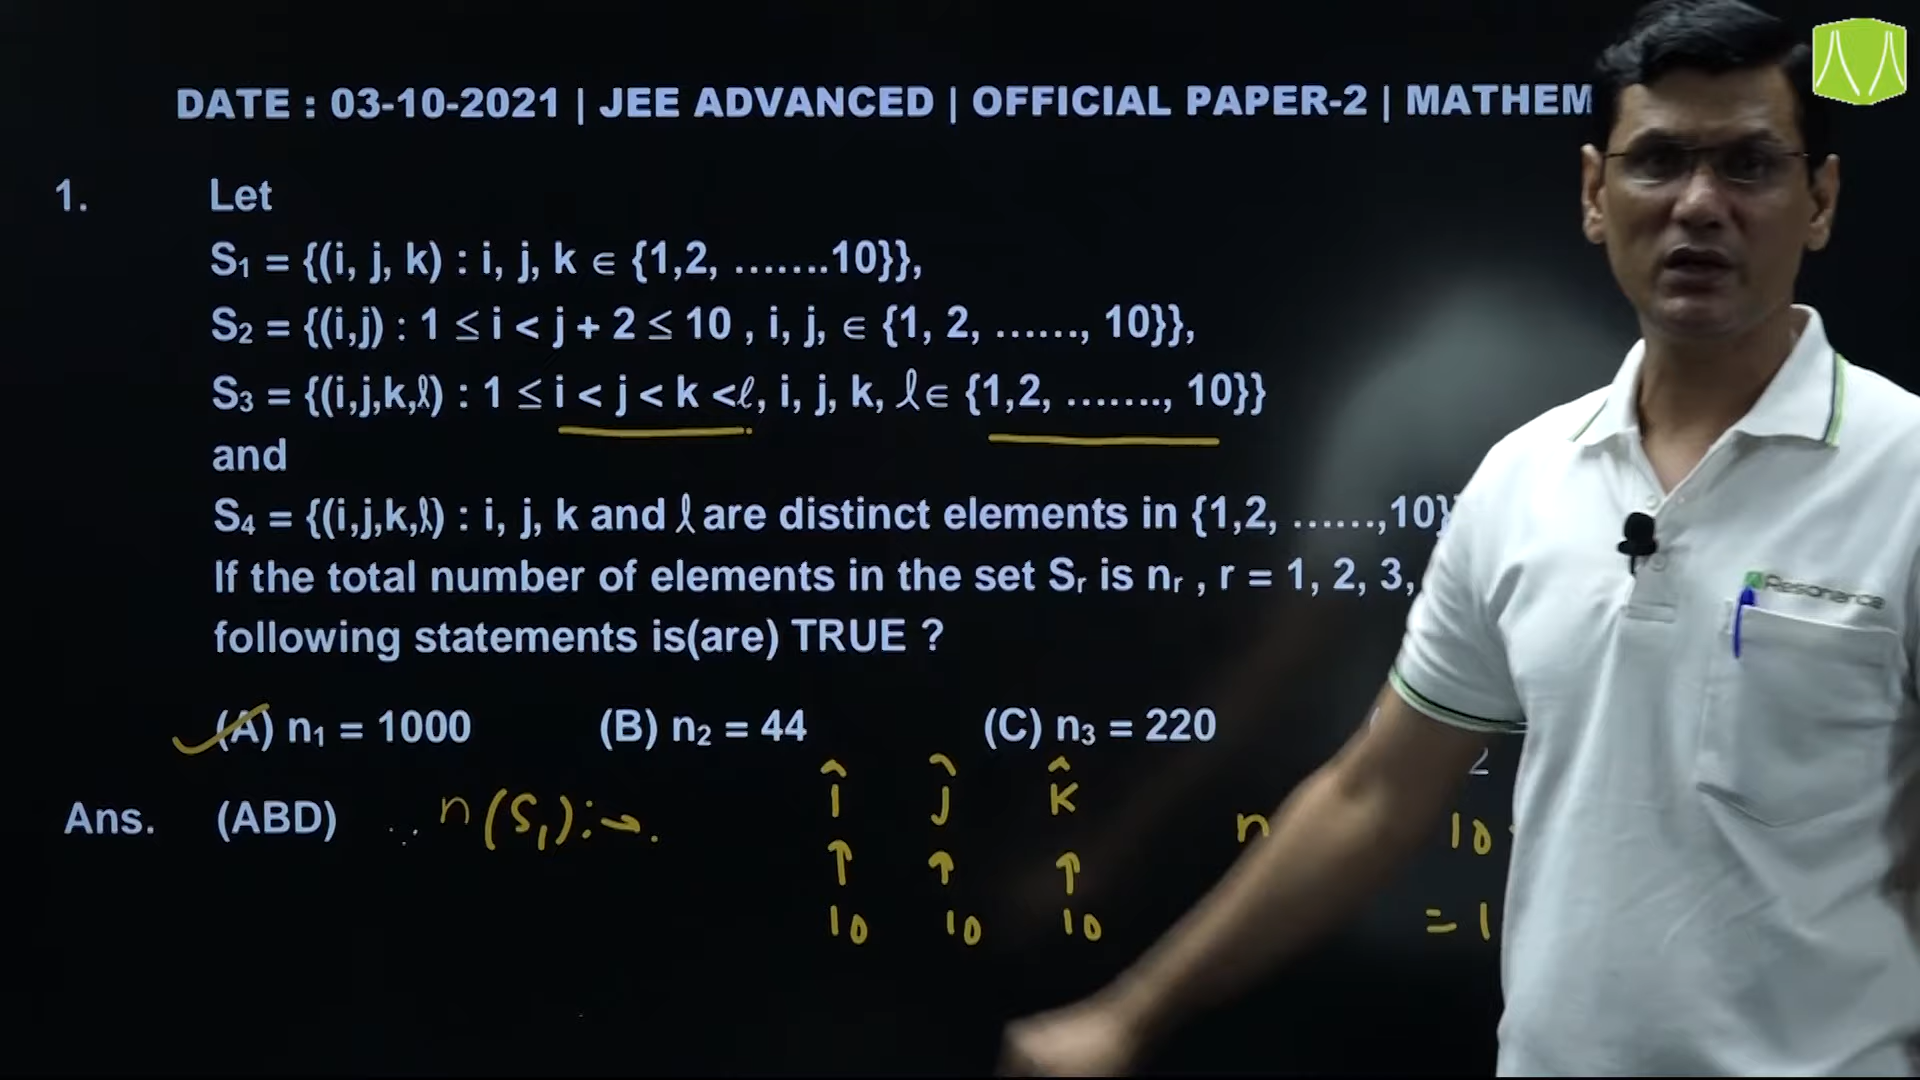 DATE : 03-10-2021 | JEE ADVANCED | OFFICIAL PAPER-2 | MATHEM
1. Let
S₁ = {(i, j, k) : i, j, k ∈ {1,2, .......10}},
S₂ = {(i,j) : 1 ≤ i < j + 2 ≤ 10 , i, j, ∈ {1, 2, ……, 10}},
S₃ = {(i,j,k,ℓ) : 1 ≤ i < j < k <ℓ, i, j, k, ℓ∈ {1,2, ......., 10}}
and
S₄ = {(i,j,k,ℓ) : i, j, k and ℓ are distinct elements in {1,2, ……,10}
If the total number of elements in the set Sᵣ is nᵣ , r = 1, 2, 3,
following statements is(are) TRUE ?
(A) n₁ = 1000 (B) n₂ = 44 (C) n₃ = 220
2
Ans. (ABD) n(S₁):→. î ĵ k̂ n 10
↑ ↑ ↑
10 10 10 = 1
Resonance